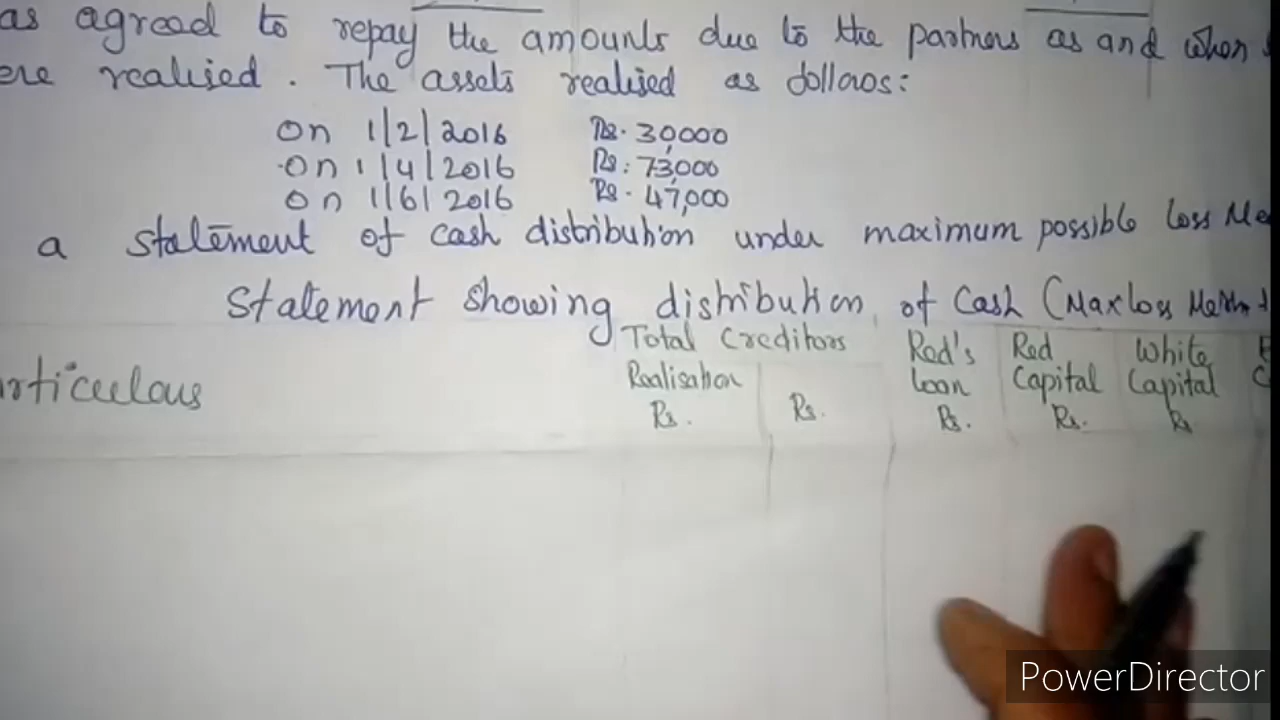 as agreed to repay the amounts due to the partners as and when
ere realised. The assets realised as follows:
On 1/2/2016 Rs. 30,000
On 1/4/2016 Rs. 73,000
On 1/6/2016 Rs. 47,000
a statement of cash distribution under maximum possible loss Me
Statement showing distribution of Cash (Max loss Meth
articulars
Total Realisation Rs.
Creditors Rs.
Red's Loan Rs.
Red Capital Rs.
White Capital Rs
PowerDirector